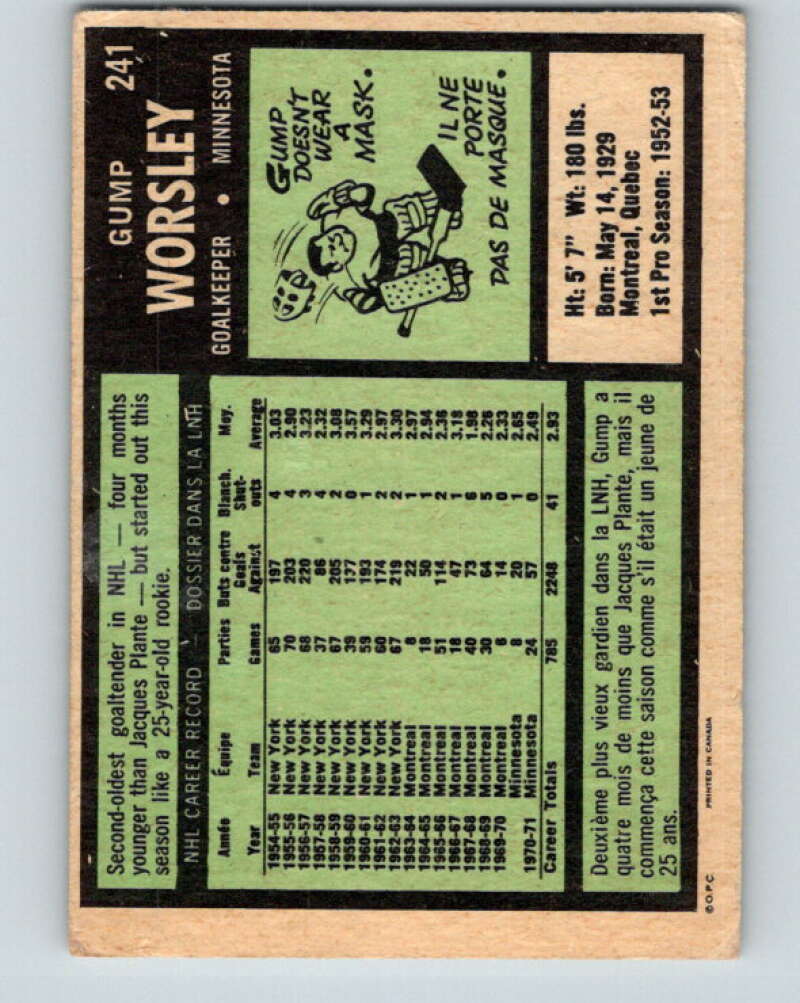 GUMP 241
WORSLEY
GOALKEEPER • MINNESOTA
GUMP
DOESN'T
WEAR
A
MASK.
IL NE
PORTE
PAS DE MASQUE.
Ht: 5' 7" Wt: 180 lbs.
Born: May 14, 1929
Montreal, Quebec
1st Pro Season: 1952-53
Second-oldest goaltender in NHL — four months
younger than Jacques Plante — but started out this
season like a 25-year-old rookie.
NHL CAREER RECORD — DOSSIER DANS LA LNH
Année Équipe Parties Buts contre Blanch. Moy.
Year Team Games Goals Against Shut-outs Average
1954-55 New York 65 197 4 3.03
1955-56 New York 70 203 4 2.90
1956-57 New York 68 220 3 3.23
1957-58 New York 37 86 4 2.32
1958-59 New York 67 205 2 3.08
1959-60 New York 39 177 0 3.57
1960-61 New York 59 193 1 3.29
1961-62 New York 60 174 2 2.97
1962-63 New York 67 219 2 3.30
1963-64 Montreal 8 22 1 2.97
1964-65 Montreal 18 50 1 2.94
1965-66 Montreal 51 114 2 2.36
1966-67 Montreal 18 47 1 3.18
1967-68 Montreal 40 73 6 1.98
1968-69 Montreal 30 64 5 2.26
1969-70 Montreal 6 14 0 2.33
Minnesota 8 20 1 2.65
1970-71 Minnesota 24 57 0 2.49
Career Totals 785 2248 41 2.93
Deuxième plus vieux gardien dans la LNH, Gump a
quatre mois de moins que Jacques Plante, mais il
commença cette saison comme s'il était un jeune de
25 ans.
©O.P.C. PRINTED IN CANADA